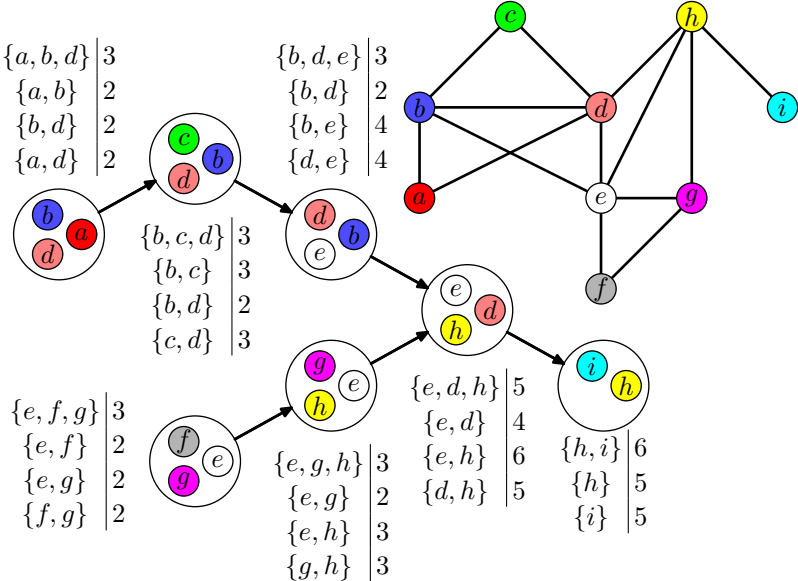 {a, b, d} 3
{a, b} 2
{b, d} 2
{a, d} 2
{b, d, e} 3
{b, d} 2
{b, e} 4
{d, e} 4
c
h
b
d
i
a
e
g
f
c
b
d
b
a
d
d
b
e
{b, c, d} 3
{b, c} 3
{b, d} 2
{c, d} 3
e
d
h
g
e
h
i
h
{e, f, g} 3
{e, f} 2
{e, g} 2
{f, g} 2
f
e
g
{e, g, h} 3
{e, g} 2
{e, h} 3
{g, h} 3
{e, d, h} 5
{e, d} 4
{e, h} 6
{d, h} 5
{h, i} 6
{h} 5
{i} 5